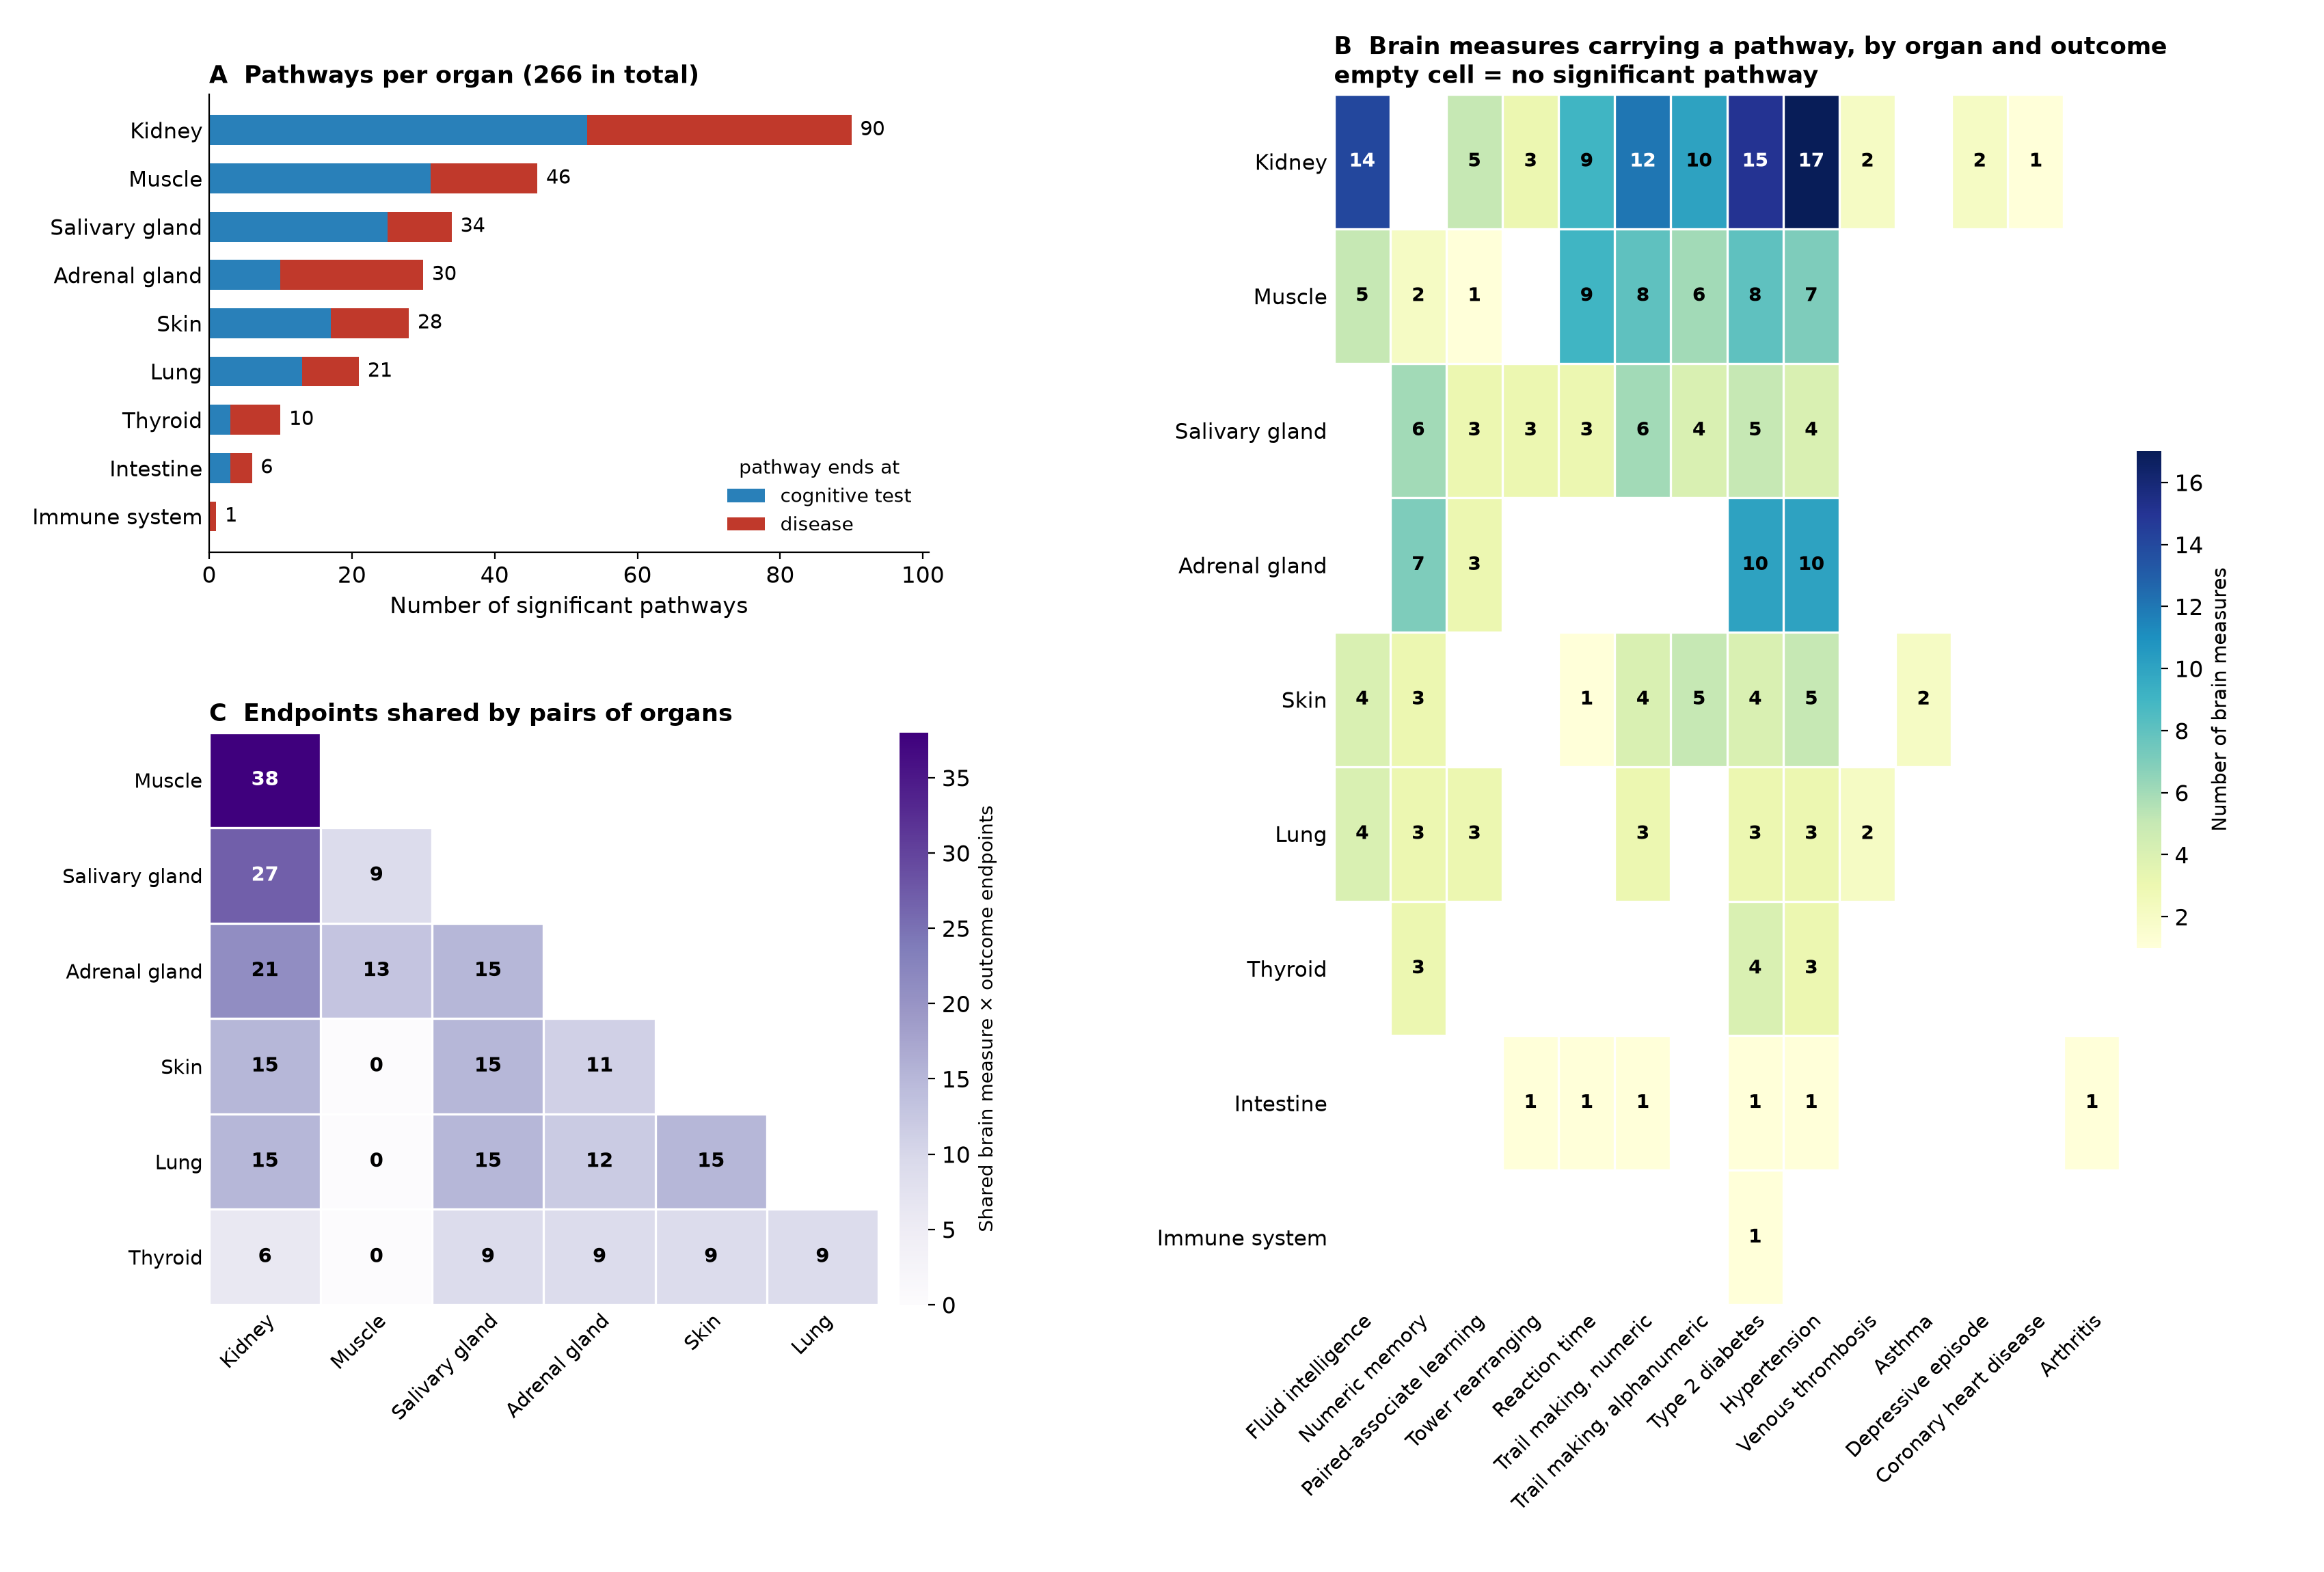 A  Pathways per organ (266 in total)
Kidney
90
Muscle
46
Salivary gland
34
Adrenal gland
30
Skin
28
Lung
21
Thyroid
10
Intestine
6
Immune system
1
pathway ends at
cognitive test
disease
0 20 40 60 80 100
Number of significant pathways
B  Brain measures carrying a pathway, by organ and outcome
empty cell = no significant pathway
Kidney 14 5 3 9 12 10 15 17 2 2 1
Muscle 5 2 1 9 8 6 8 7
Salivary gland 6 3 3 3 6 4 5 4
Adrenal gland 7 3 10 10
Skin 4 3 1 4 5 4 5 2
Lung 4 3 3 3 3 3 2
Thyroid 3 4 3
Intestine 1 1 1 1 1 1
Immune system 1
Fluid intelligence
Numeric memory
Paired-associate learning
Tower rearranging
Reaction time
Trail making, numeric
Trail making, alphanumeric
Type 2 diabetes
Hypertension
Venous thrombosis
Asthma
Depressive episode
Coronary heart disease
Arthritis
16
14
12
10
8
6
4
2
Number of brain measures
C  Endpoints shared by pairs of organs
Muscle 38
Salivary gland 27 9
Adrenal gland 21 13 15
Skin 15 0 15 11
Lung 15 0 15 12 15
Thyroid 6 0 9 9 9 9
Kidney
Muscle
Salivary gland
Adrenal gland
Skin
Lung
35
30
25
20
15
10
5
0
Shared brain measure × outcome endpoints